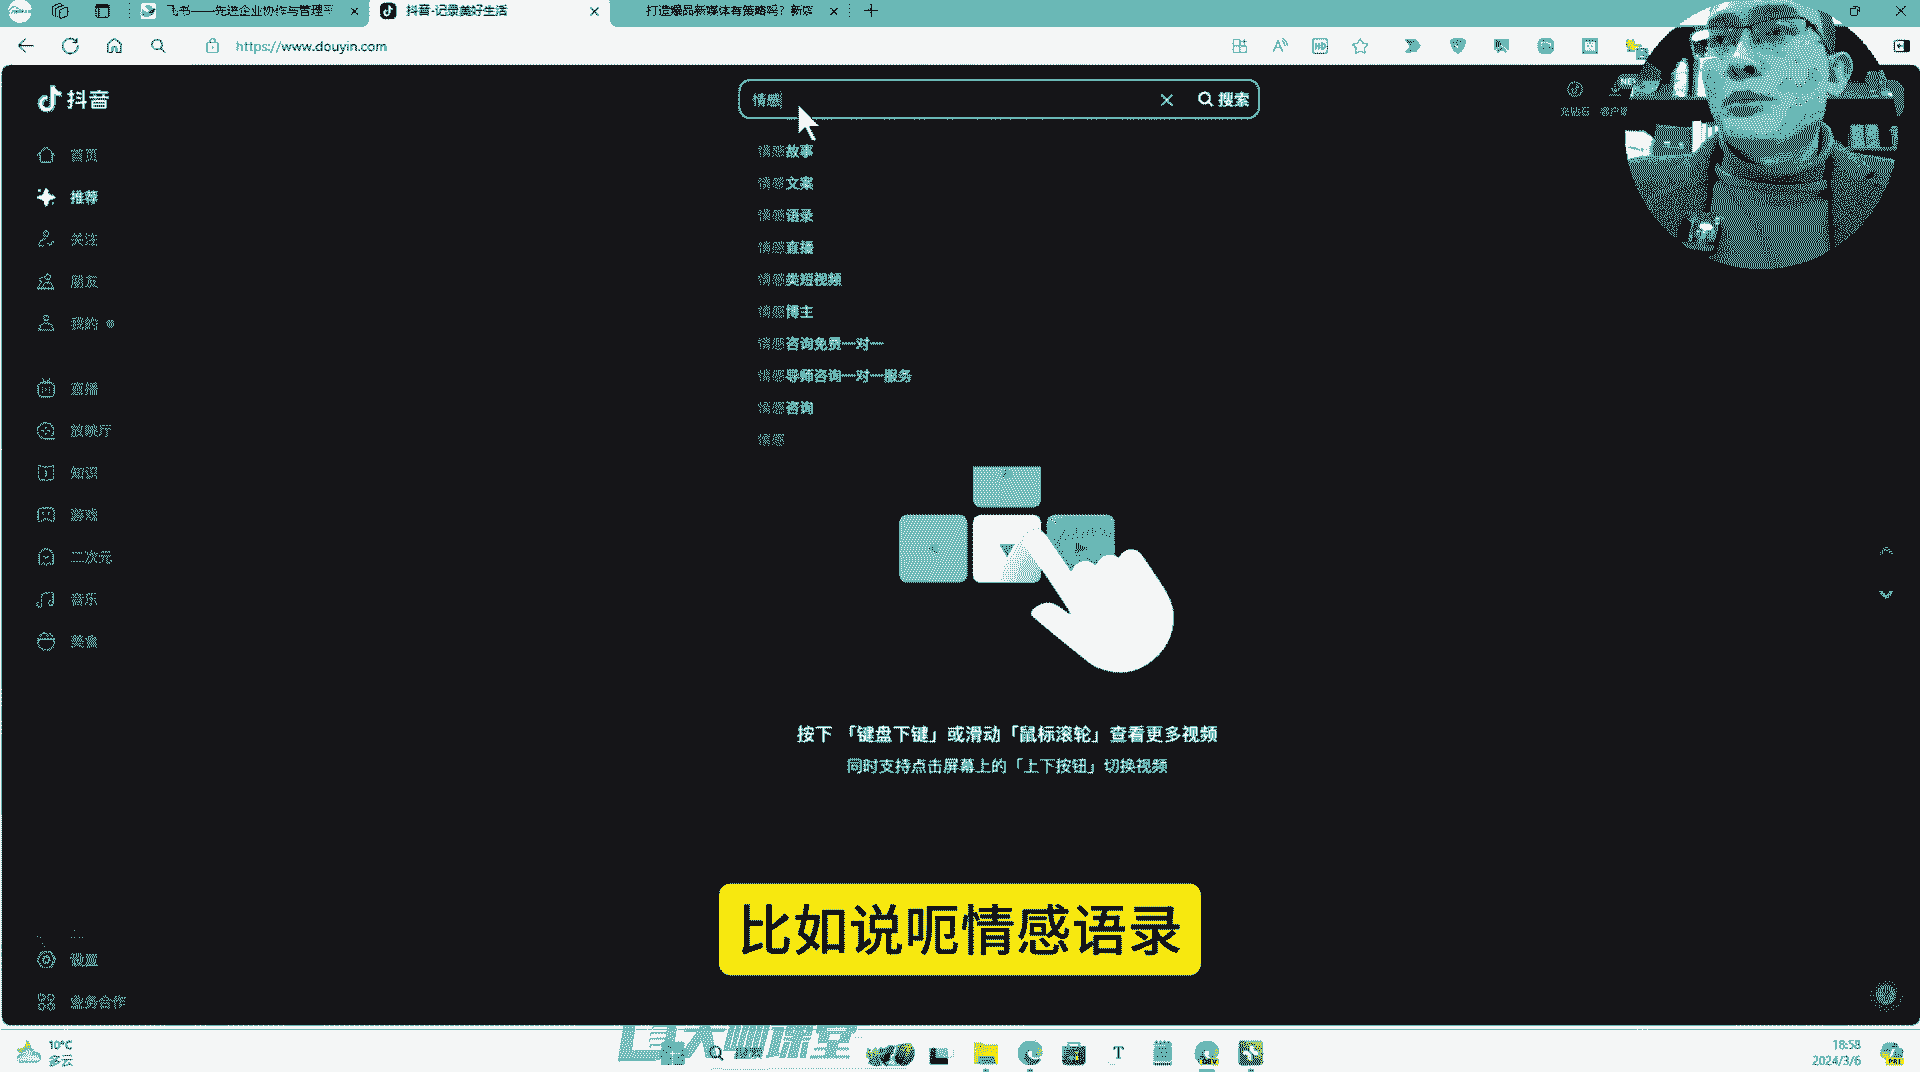 飞书——先进企业协作与管理平
抖音-记录美好生活
打造爆品新媒体有策略吗？新媒
https://www.douyin.com
抖音
情感
搜索
首页
推荐
关注
朋友
我的
直播
放映厅
知识
游戏
二次元
音乐
美食
设置
业务合作
情感故事
情感文案
情感语录
情感直播
情感类短视频
情感博主
情感咨询免费一对一
情感导师咨询一对一服务
情感咨询
情感
充钻石
客户端
按下 「键盘下键」或滑动「鼠标滚轮」查看更多视频
同时支持点击屏幕上的「上下按钮」切换视频
比如说呃情感语录
大咖课堂
10°C
多云
搜索
18:58
2024/3/6